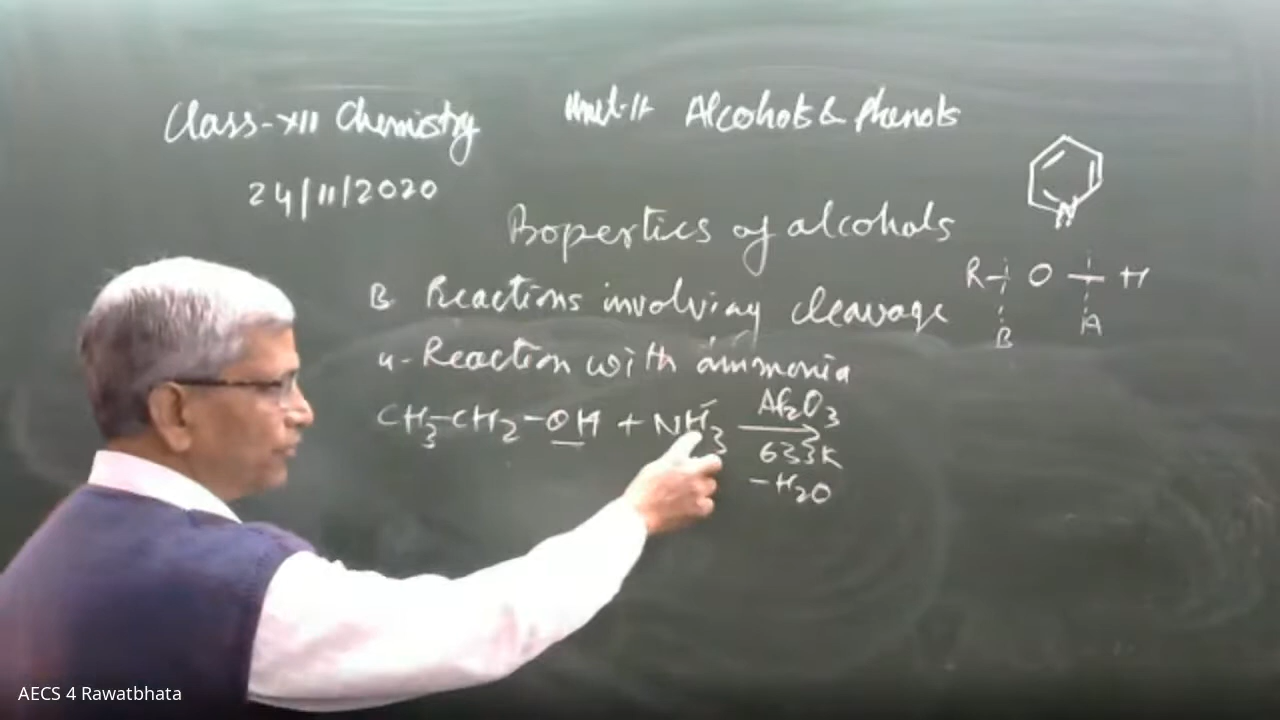 Class-XII Chemistry
Unit-11 Alcohols & Phenols
24/11/2020
N
Properties of alcohols
R - O - H
B A
B Reactions involving cleavage
4- Reaction with ammonia
CH3-CH2-OH + NH3
Al2O3
633K
-H2O
AECS 4 Rawatbhata